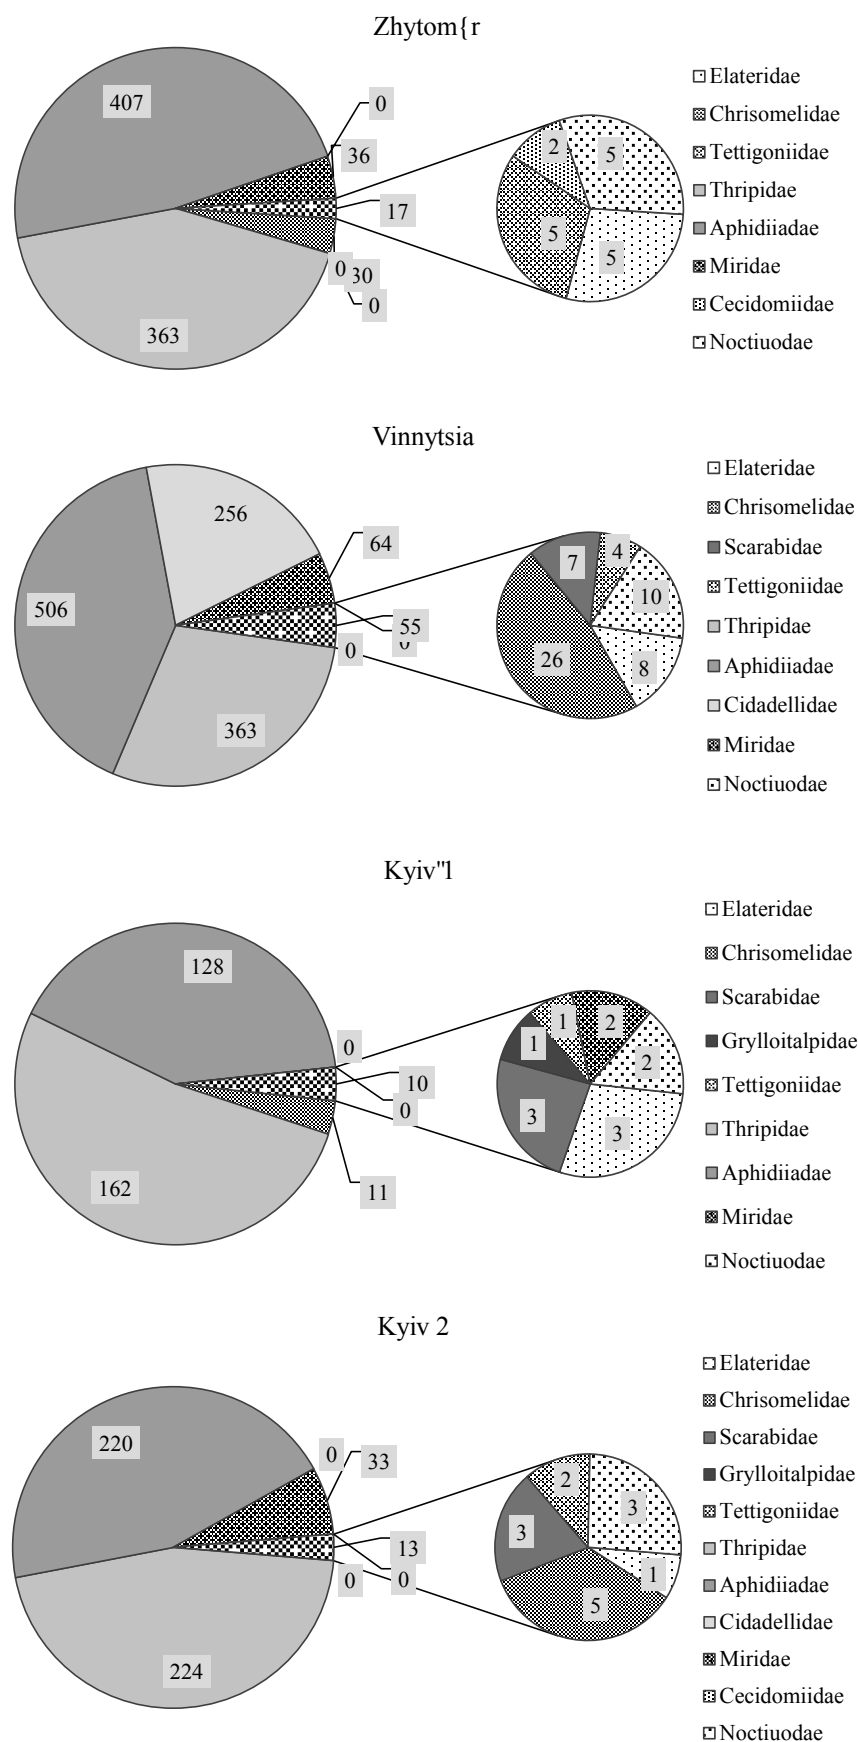 Zhytom{r
407
0
36
17
0
30
0
363
2
5
5
5
Elateridae
Chrisomelidae
Tettigoniidae
Thripidae
Aphidiiadae
Miridae
Cecidomiidae
Noctiuodae
Vinnytsia
256
64
506
55
0
0
363
7
4
10
26
8
Elateridae
Chrisomelidae
Scarabidae
Tettigoniidae
Thripidae
Aphidiiadae
Cidadellidae
Miridae
Noctiuodae
Kyiv"l
128
0
10
0
162
11
1
2
1
2
3
3
Elateridae
Chrisomelidae
Scarabidae
Grylloitalpidae
Tettigoniidae
Thripidae
Aphidiiadae
Miridae
Noctiuodae
Kyiv 2
220
0
33
13
0
0
224
2
3
3
1
5
Elateridae
Chrisomelidae
Scarabidae
Grylloitalpidae
Tettigoniidae
Thripidae
Aphidiiadae
Cidadellidae
Miridae
Cecidomiidae
Noctiuodae